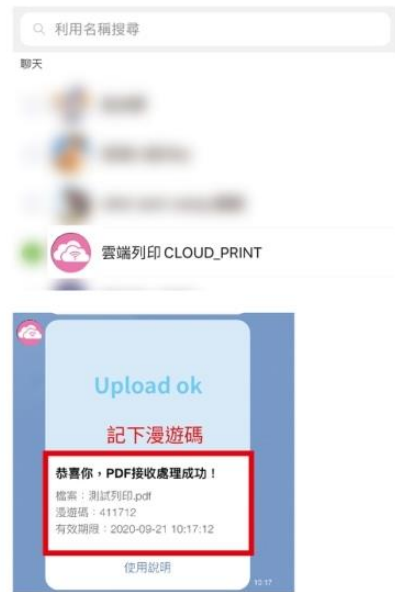 利用名稱搜尋
聊天
雲端列印 CLOUD_PRINT
Upload ok
記下漫遊碼
恭喜你，PDF接收處理成功！
檔案：測試列印.pdf
漫遊碼：411712
有效期限：2020-09-21 10:17:12
使用說明
10:17